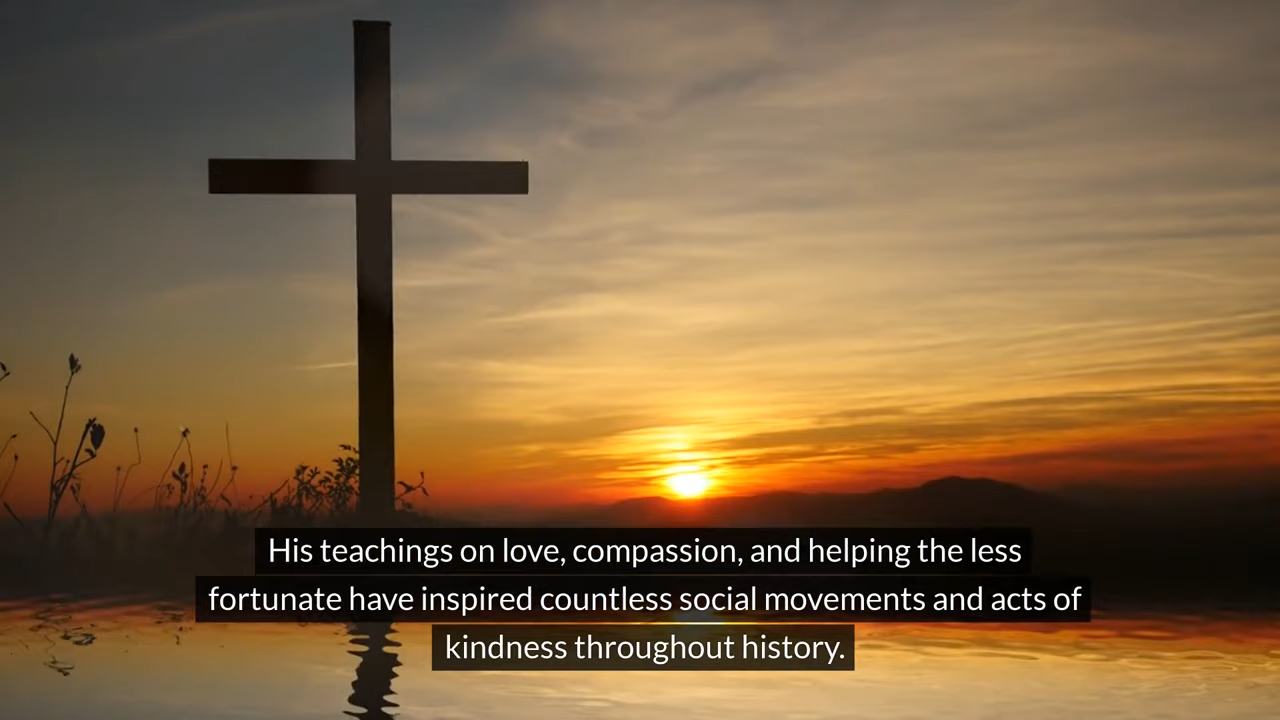 His teachings on love, compassion, and helping the less
fortunate have inspired countless social movements and acts of
kindness throughout history.